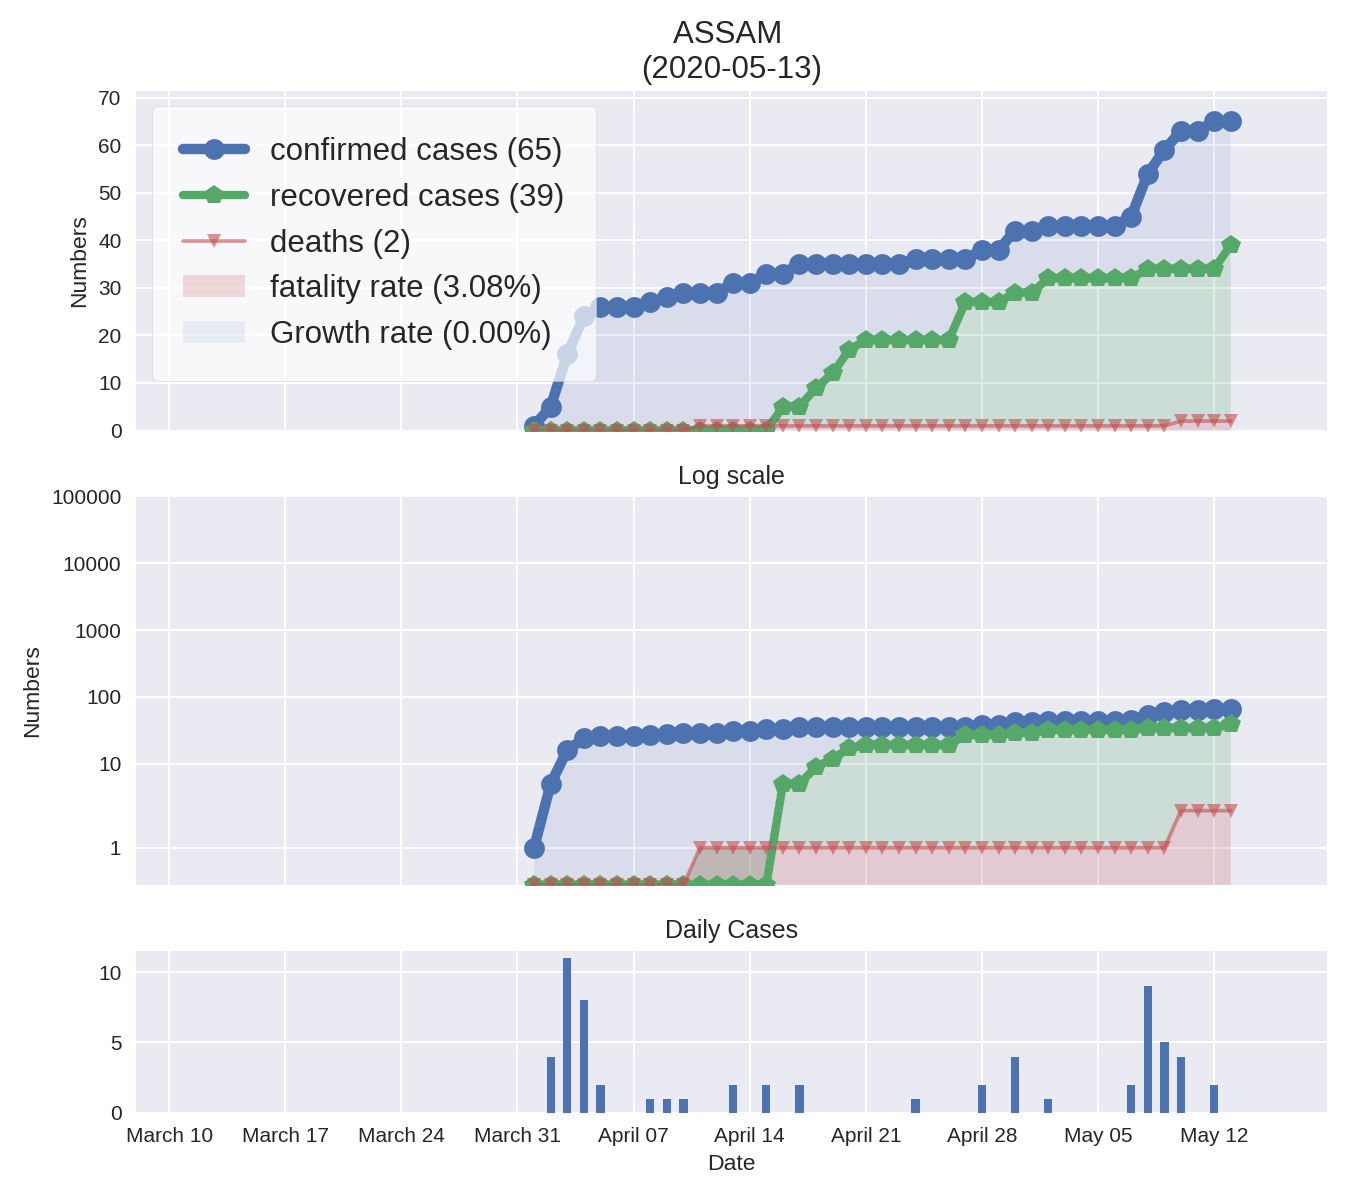 ASSAM
(2020-05-13)
70
60
50
40
30
20
10
0
Numbers
confirmed cases (65)
recovered cases (39)
deaths (2)
fatality rate (3.08%)
Growth rate (0.00%)
Log scale
100000
10000
1000
100
10
1
Numbers
Daily Cases
10
5
0
March 10 March 17 March 24 March 31 April 07 April 14 April 21 April 28 May 05 May 12
Date